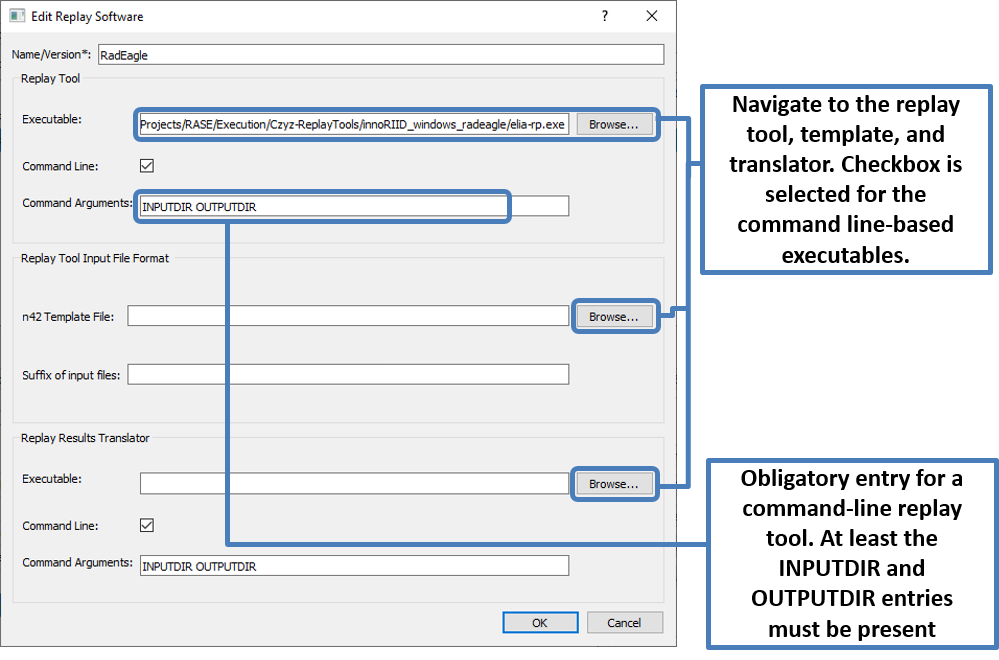 Edit Replay Software
?
Name/Version*:
RadEagle
Replay Tool
Executable:
Projects/RASE/Execution/Czyz-ReplayTools/innoRIID_windows_radeagle/elia-rp.exe
Browse...
Command Line:
Command Arguments:
INPUTDIR OUTPUTDIR
Replay Tool Input File Format
n42 Template File:
Browse...
Suffix of input files:
Replay Results Translator
Executable:
Browse...
Command Line:
Command Arguments:
INPUTDIR OUTPUTDIR
OK
Cancel
Navigate to the replay
tool, template, and
translator. Checkbox is
selected for the
command line-based
executables.
Obligatory entry for a
command-line replay
tool. At least the
INPUTDIR and
OUTPUTDIR entries
must be present